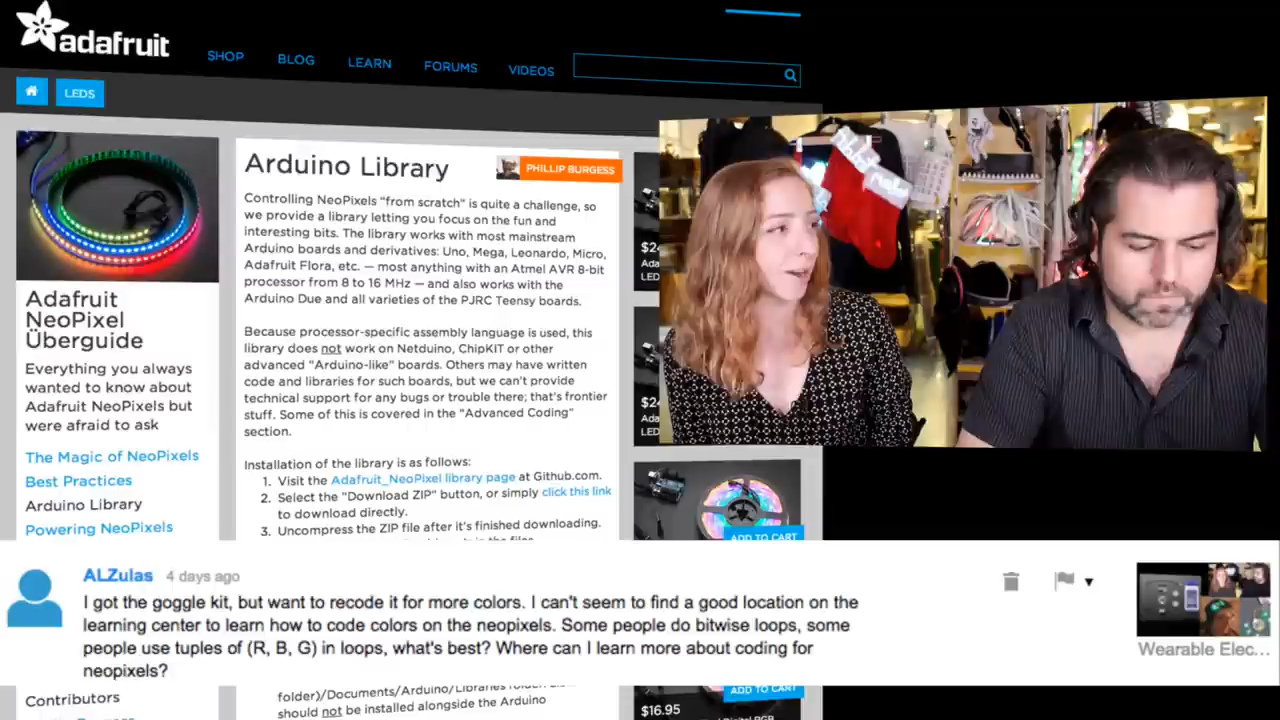 adafruit
SHOP
BLOG
LEARN
FORUMS
VIDEOS
LEDS
Adafruit
NeoPixel
Überguide
Everything you always
wanted to know about
Adafruit NeoPixels but
were afraid to ask
The Magic of NeoPixels
Best Practices
Arduino Library
Powering NeoPixels
Arduino Library
PHILLIP BURGESS
Controlling NeoPixels "from scratch" is quite a challenge, so
we provide a library letting you focus on the fun and
interesting bits. The library works with most mainstream
Arduino boards and derivatives: Uno, Mega, Leonardo, Micro,
Adafruit Flora, etc. — most anything with an Atmel AVR 8-bit
processor from 8 to 16 MHz — and also works with the
Arduino Due and all varieties of the PJRC Teensy boards.
Because processor-specific assembly language is used, this
library does not work on Netduino, ChipKIT or other
advanced "Arduino-like" boards. Others may have written
code and libraries for such boards, but we can't provide
technical support for any bugs or trouble there; that's frontier
stuff. Some of this is covered in the "Advanced Coding"
section.
Installation of the library is as follows:
1. Visit the Adafruit_NeoPixel library page at Github.com.
2. Select the "Download ZIP" button, or simply click this link
to download directly.
3. Uncompress the ZIP file after it's finished downloading.
$2
Ada
LED
$2
Ada
LED
ADD TO CART
ALZulas 4 days ago
I got the goggle kit, but want to recode it for more colors. I can't seem to find a good location on the
learning center to learn how to code colors on the neopixels. Some people do bitwise loops, some
people use tuples of (R, B, G) in loops, what's best? Where can I learn more about coding for
neopixels?
Wearable Elec...
Contributors
folder)/Documents/Arduino/Libraries
should not be installed alongside the Arduino
ADD TO CART
$16.95